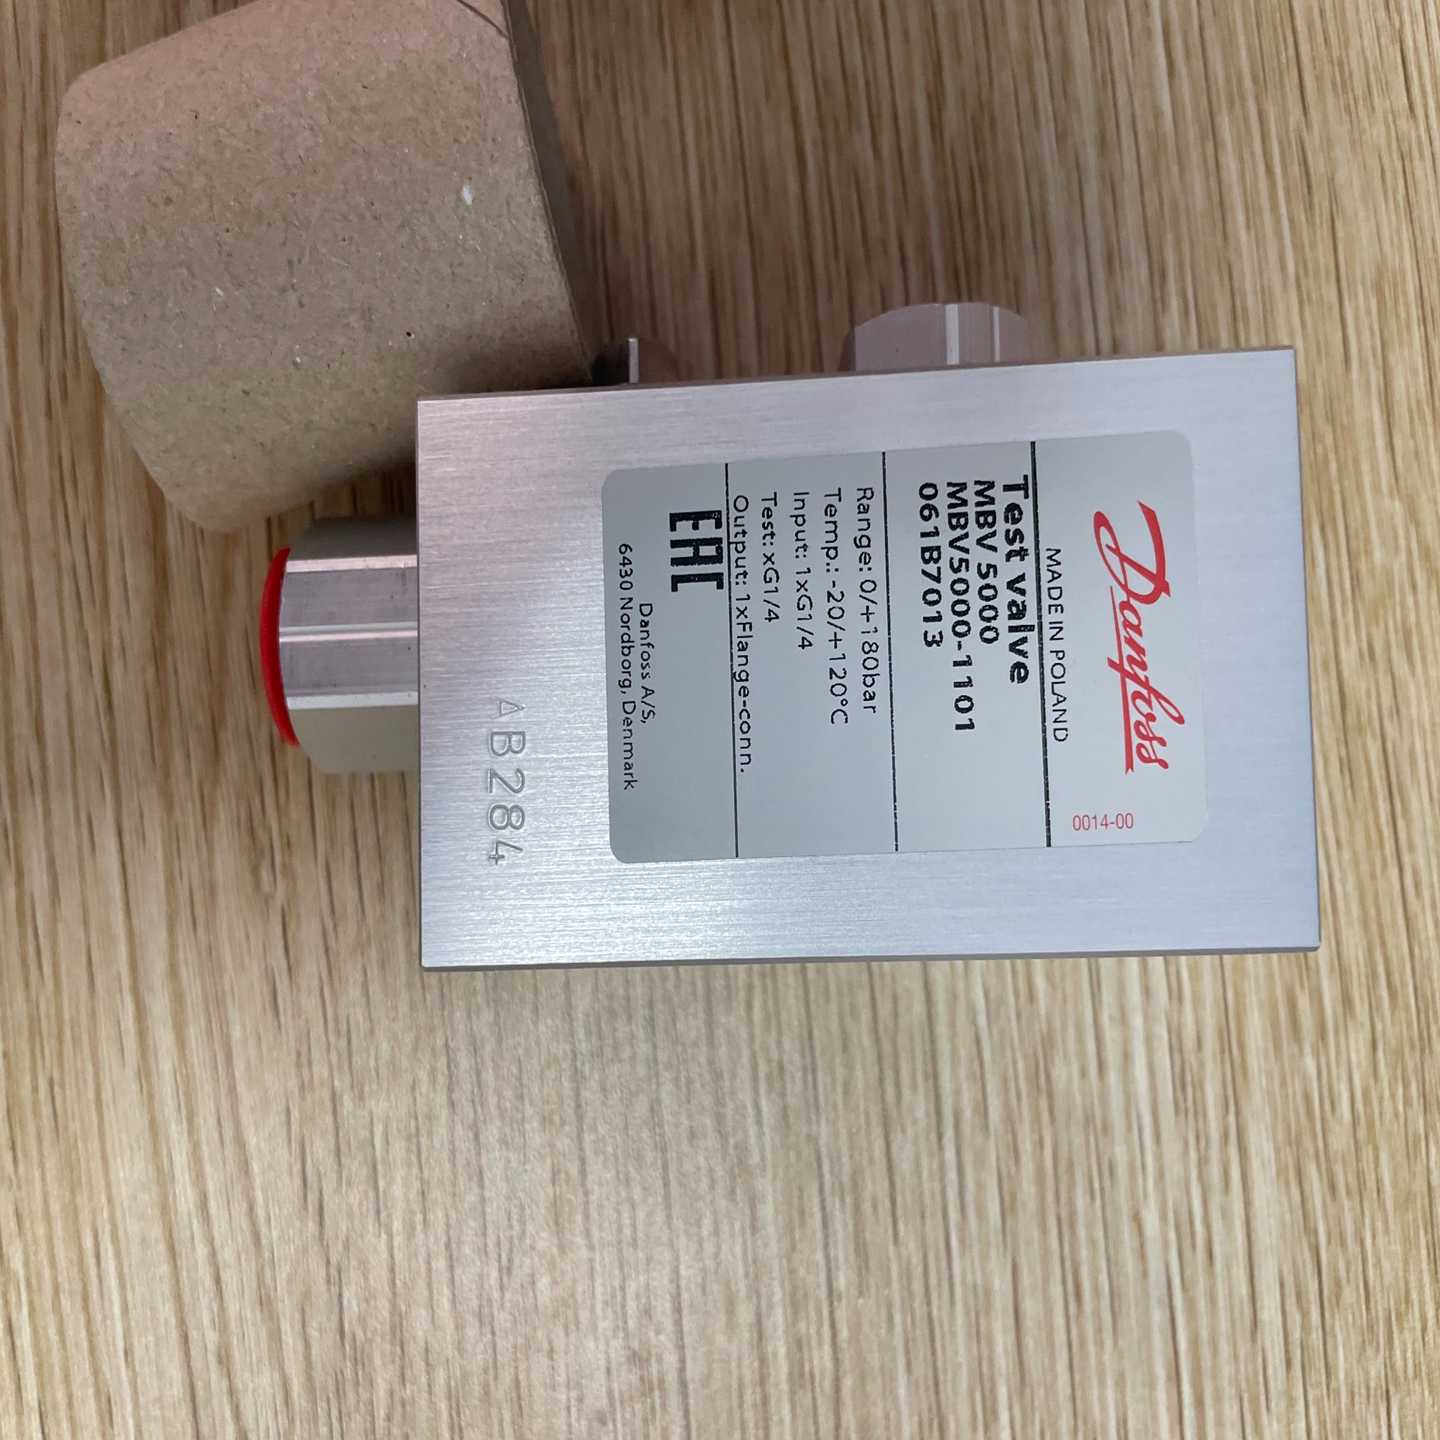 Danfoss
0014-00
MADE IN POLAND
Test valve
MBV 5000
MBV5000-1101
061B7013
Range: 0/+180bar
Temp.: -20/+120°C
Input: 1xG1/4
Test: xG1/4
Output: 1xFlange-conn.
EAC
Danfoss A/S,
6430 Nordborg, Denmark
AB284